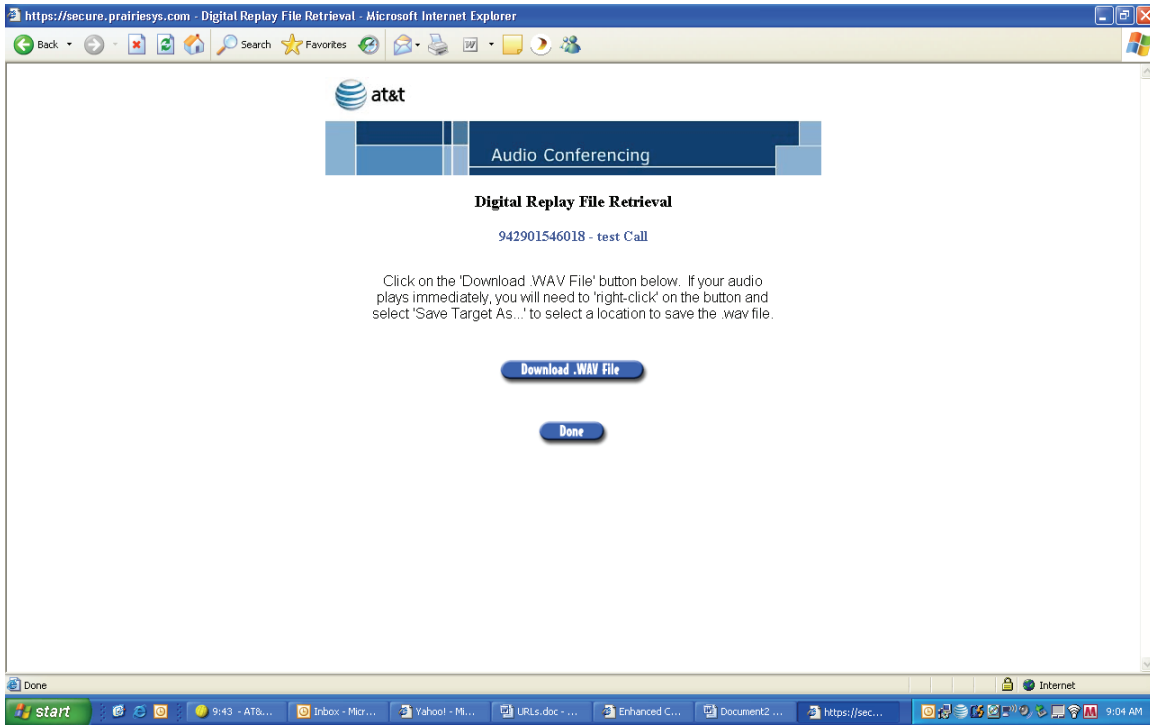 https://secure.prairiesys.com - Digital Replay File Retrieval - Microsoft Internet Explorer
Back Search Favorites
at&t
Audio Conferencing
Digital Replay File Retrieval
942901546018 - test Call
Click on the 'Download .WAV File' button below. If your audio
plays immediately, you will need to 'right-click' on the button and
select 'Save Target As...' to select a location to save the .wav file.
Download .WAV File
Done
Done Internet
start 9:43 - AT&... Inbox - Micr... Yahoo! - Mi... URLs.doc - ... Enhanced C... Document2 ... https://sec... 9:04 AM